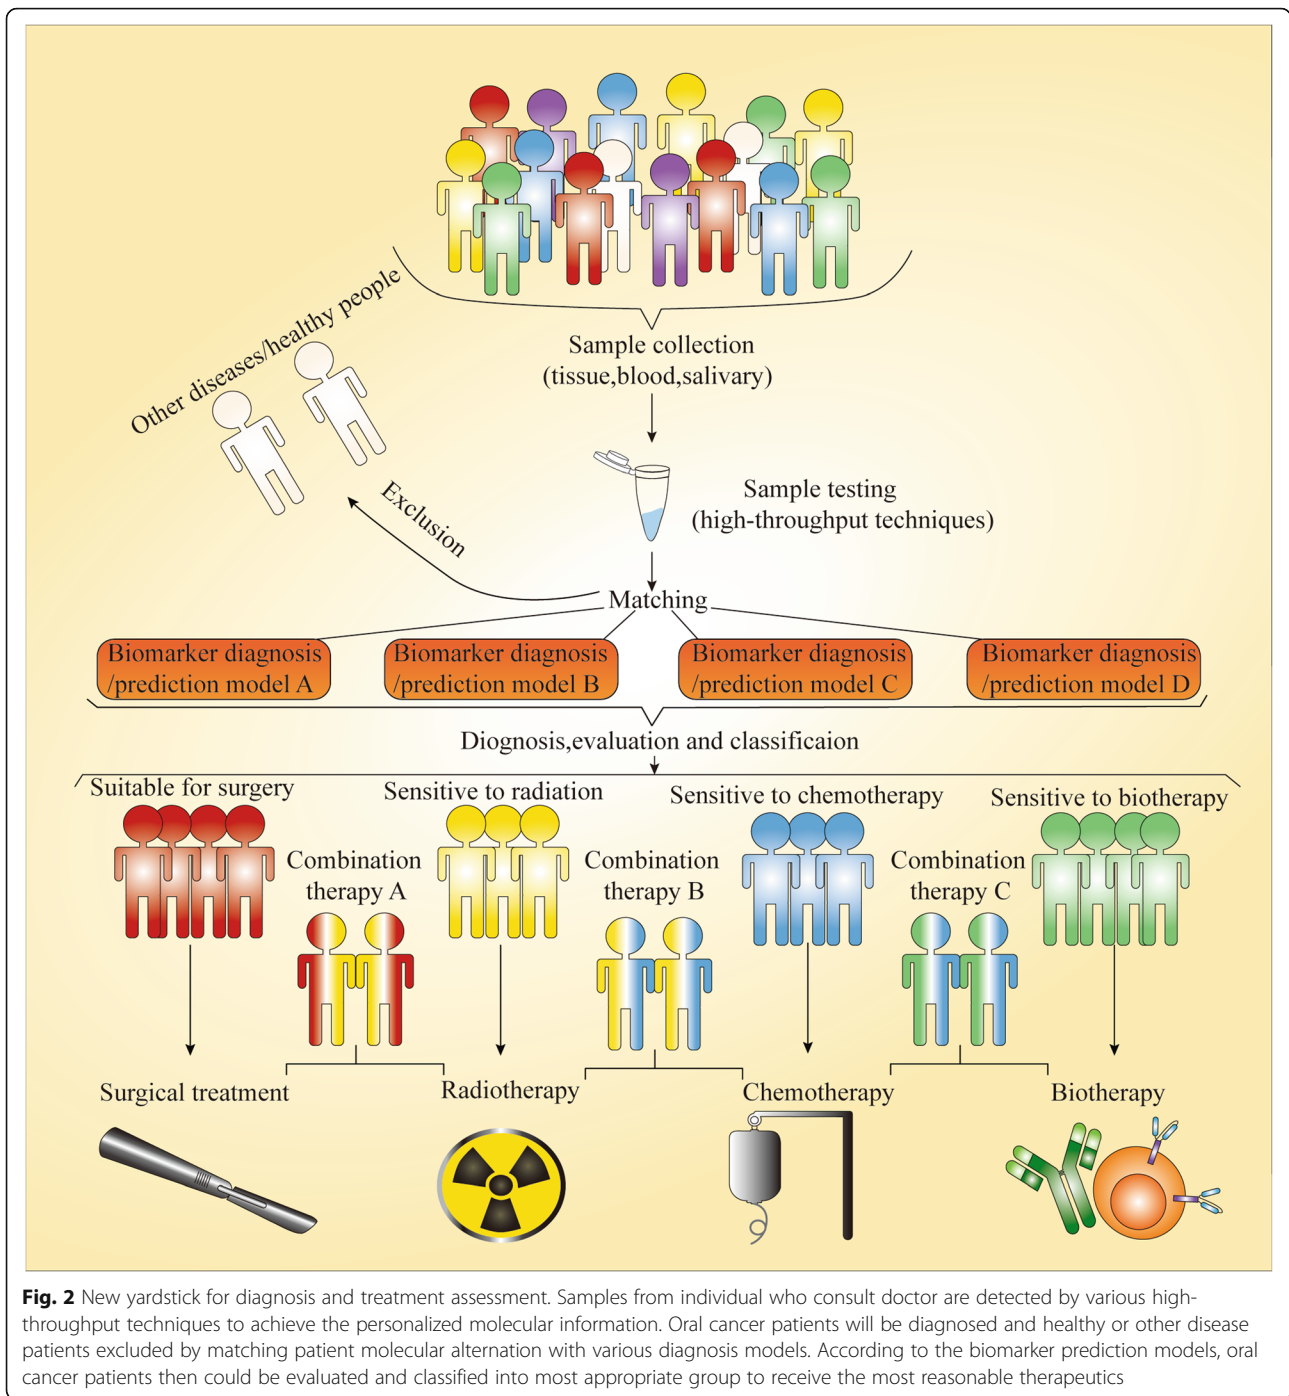 Other diseases/healthy people
Sample collection
(tissue,blood,salivary)
Sample testing
(high-throughput techniques)
Exclusion
Matching
Biomarker diagnosis
/prediction model A
Biomarker diagnosis
/prediction model B
Biomarker diagnosis
/prediction model C
Biomarker diagnosis
/prediction model D
Diognosis,evaluation and classificaion
Suitable for surgery
Sensitive to radiation
Sensitive to chemotherapy
Sensitive to biotherapy
Combination
therapy A
Combination
therapy B
Combination
therapy C
Surgical treatment
Radiotherapy
Chemotherapy
Biotherapy
Fig. 2 New yardstick for diagnosis and treatment assessment. Samples from individual who consult doctor are detected by various high-
throughput techniques to achieve the personalized molecular information. Oral cancer patients will be diagnosed and healthy or other disease
patients excluded by matching patient molecular alternation with various diagnosis models. According to the biomarker prediction models, oral
cancer patients then could be evaluated and classified into most appropriate group to receive the most reasonable therapeutics